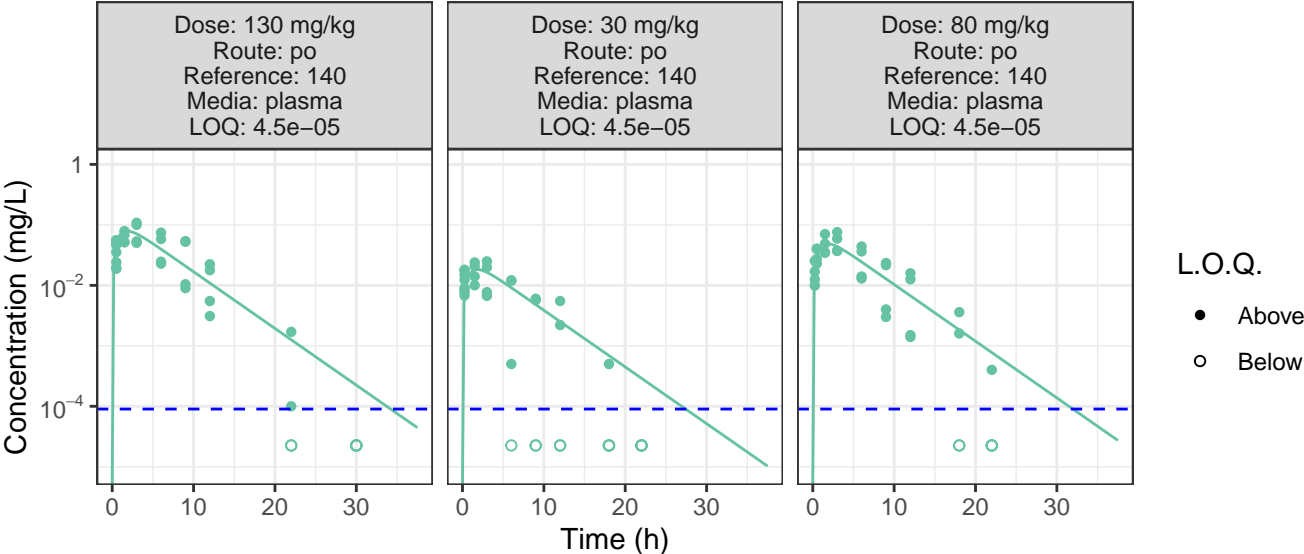 Dose: 130 mg/kg
Route: po
Reference: 140
Media: plasma
LOQ: 4.5e−05
Dose: 30 mg/kg
Route: po
Reference: 140
Media: plasma
LOQ: 4.5e−05
Dose: 80 mg/kg
Route: po
Reference: 140
Media: plasma
LOQ: 4.5e−05
Concentration (mg/L)
1
10⁻²
10⁻⁴
0 10 20 30
0 10 20 30
0 10 20 30
Time (h)
L.O.Q.
Above
Below